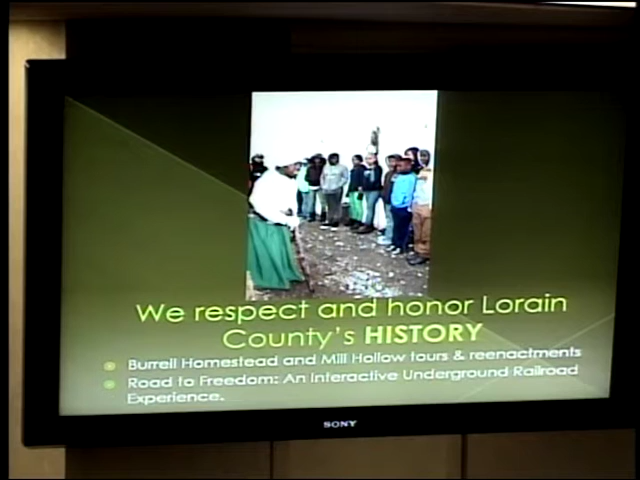 We respect and honor Lorain
County's HISTORY
Burrell Homestead and Mill Hollow tours & reenactments
Road to Freedom: An Interactive Underground Railroad
Experience.
SONY